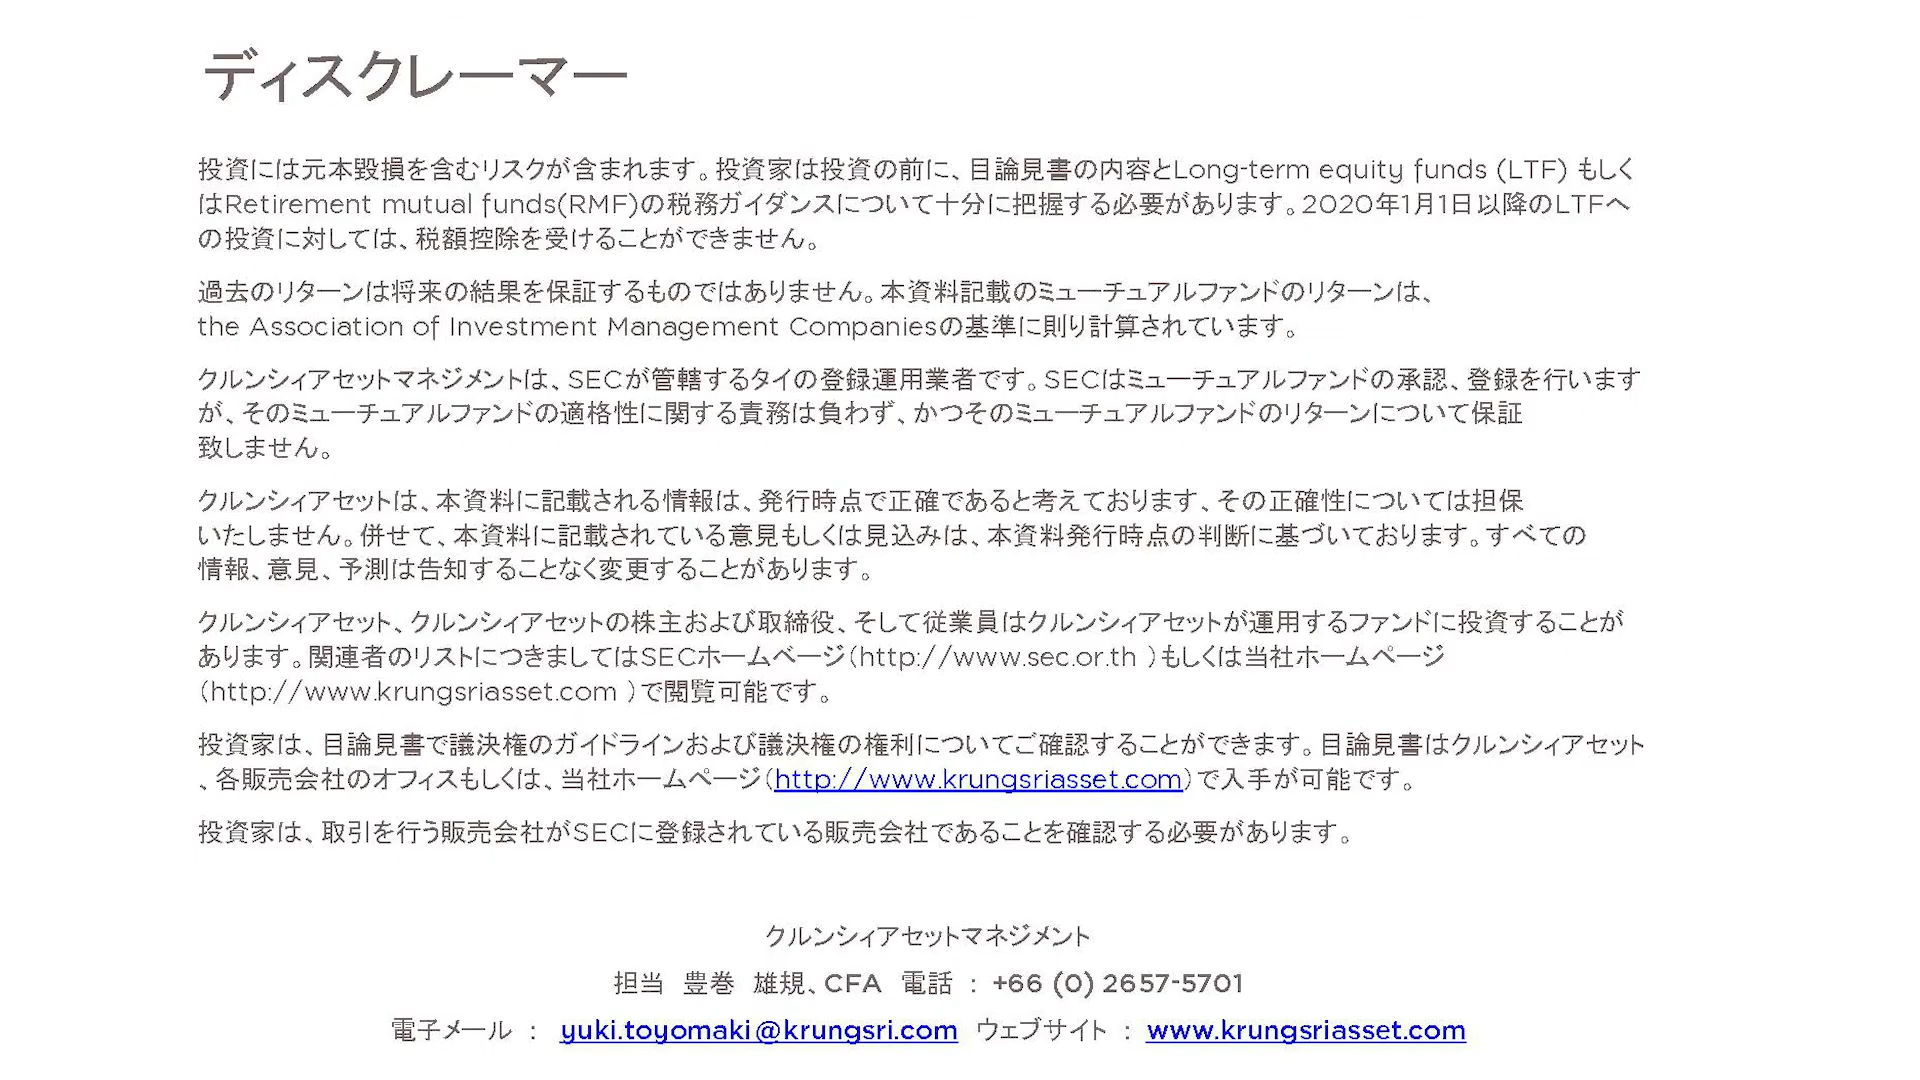 ディスクレーマー
投資には元本毀損を含むリスクが含まれます。投資家は投資の前に、目論見書の内容とLong-term equity funds (LTF) もしく
はRetirement mutual funds(RMF)の税務ガイダンスについて十分に把握する必要があります。2020年1月1日以降のLTFへ
の投資に対しては、税額控除を受けることができません。
過去のリターンは将来の結果を保証するものではありません。本資料記載のミューチュアルファンドのリターンは、
the Association of Investment Management Companiesの基準に則り計算されています。
クルンシィアセットマネジメントは、SECが管轄するタイの登録運用業者です。SECはミューチュアルファンドの承認、登録を行います
が、そのミューチュアルファンドの適格性に関する責務は負わず、かつそのミューチュアルファンドのリターンについて保証
致しません。
クルンシィアセットは、本資料に記載される情報は、発行時点で正確であると考えております、その正確性については担保
いたしません。併せて、本資料に記載されている意見もしくは見込みは、本資料発行時点の判断に基づいております。すべての
情報、意見、予測は告知することなく変更することがあります。
クルンシィアセット、クルンシィアセットの株主および取締役、そして従業員はクルンシィアセットが運用するファンドに投資することが
あります。関連者のリストにつきましてはSECホームページ(http://www.sec.or.th )もしくは当社ホームページ
(http://www.krungsriasset.com )で閲覧可能です。
投資家は、目論見書で議決権のガイドラインおよび議決権の権利についてご確認することができます。目論見書はクルンシィアセット
、各販売会社のオフィスもしくは、当社ホームページ(http://www.krungsriasset.com)で入手が可能です。
投資家は、取引を行う販売会社がSECに登録されている販売会社であることを確認する必要があります。
クルンシィアセットマネジメント
担当 豊巻 雄規、CFA 電話 : +66 (0) 2657-5701
電子メール : yuki.toyomaki@krungsri.com ウェブサイト : www.krungsriasset.com